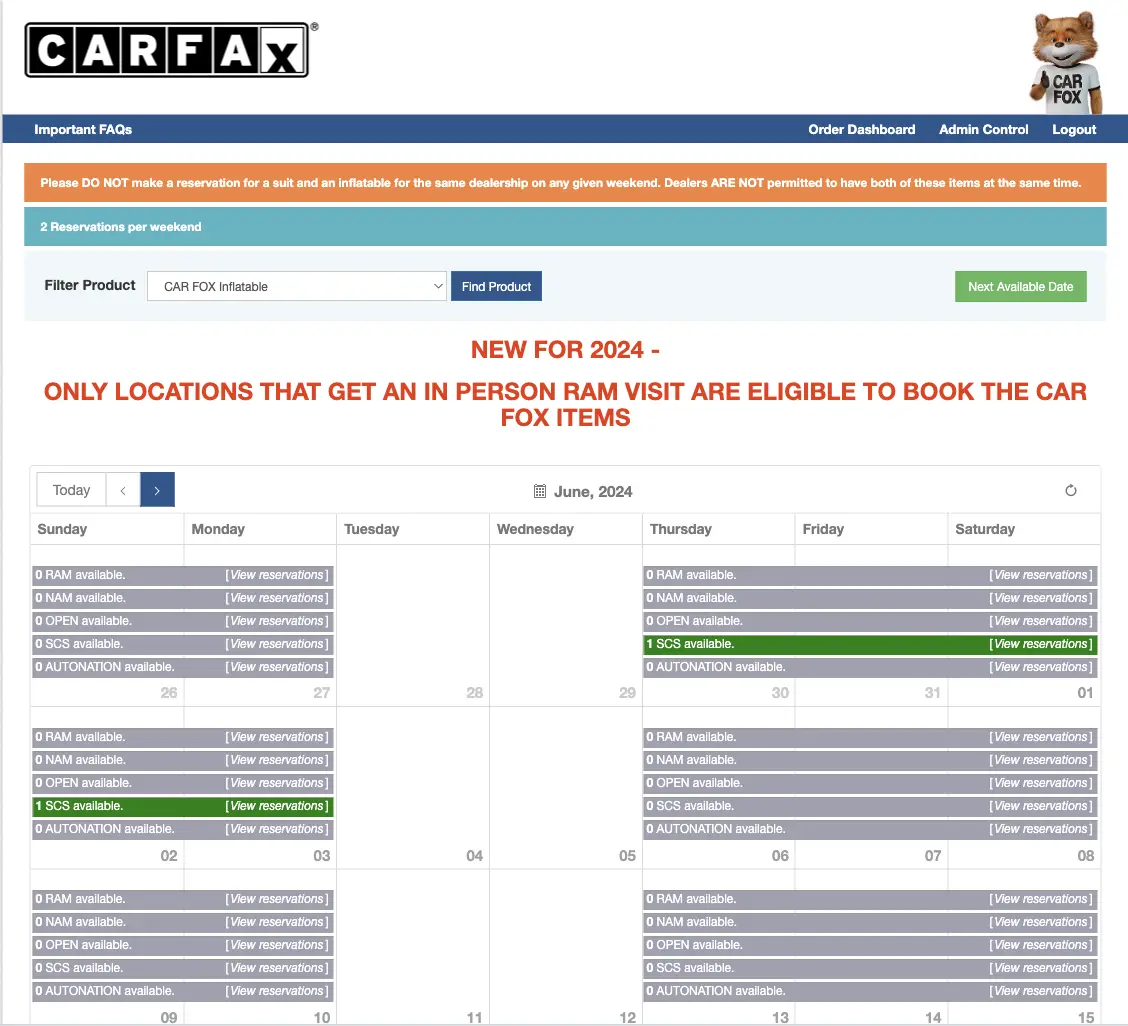 CARFAX®
CAR
FOX
Important FAQs
Order Dashboard Admin Control Logout
Please DO NOT make a reservation for a suit and an inflatable for the same dealership on any given weekend. Dealers ARE NOT permitted to have both of these items at the same time.
2 Reservations per weekend
Filter Product CAR FOX Inflatable Find Product Next Available Date
NEW FOR 2024 -
ONLY LOCATIONS THAT GET AN IN PERSON RAM VISIT ARE ELIGIBLE TO BOOK THE CAR
FOX ITEMS
Today < > June, 2024
Sunday Monday Tuesday Wednesday Thursday Friday Saturday
0 RAM available. [View reservations] 0 RAM available. [View reservations]
0 NAM available. [View reservations] 0 NAM available. [View reservations]
0 OPEN available. [View reservations] 0 OPEN available. [View reservations]
0 SCS available. [View reservations] 1 SCS available. [View reservations]
0 AUTONATION available. [View reservations] 0 AUTONATION available. [View reservations]
26 27 28 29 30 31 01
0 RAM available. [View reservations] 0 RAM available. [View reservations]
0 NAM available. [View reservations] 0 NAM available. [View reservations]
0 OPEN available. [View reservations] 0 OPEN available. [View reservations]
1 SCS available. [View reservations] 0 SCS available. [View reservations]
0 AUTONATION available. [View reservations] 0 AUTONATION available. [View reservations]
02 03 04 05 06 07 08
0 RAM available. [View reservations] 0 RAM available. [View reservations]
0 NAM available. [View reservations] 0 NAM available. [View reservations]
0 OPEN available. [View reservations] 0 OPEN available. [View reservations]
0 SCS available. [View reservations] 0 SCS available. [View reservations]
0 AUTONATION available. [View reservations] 0 AUTONATION available. [View reservations]
09 10 11 12 13 14 15